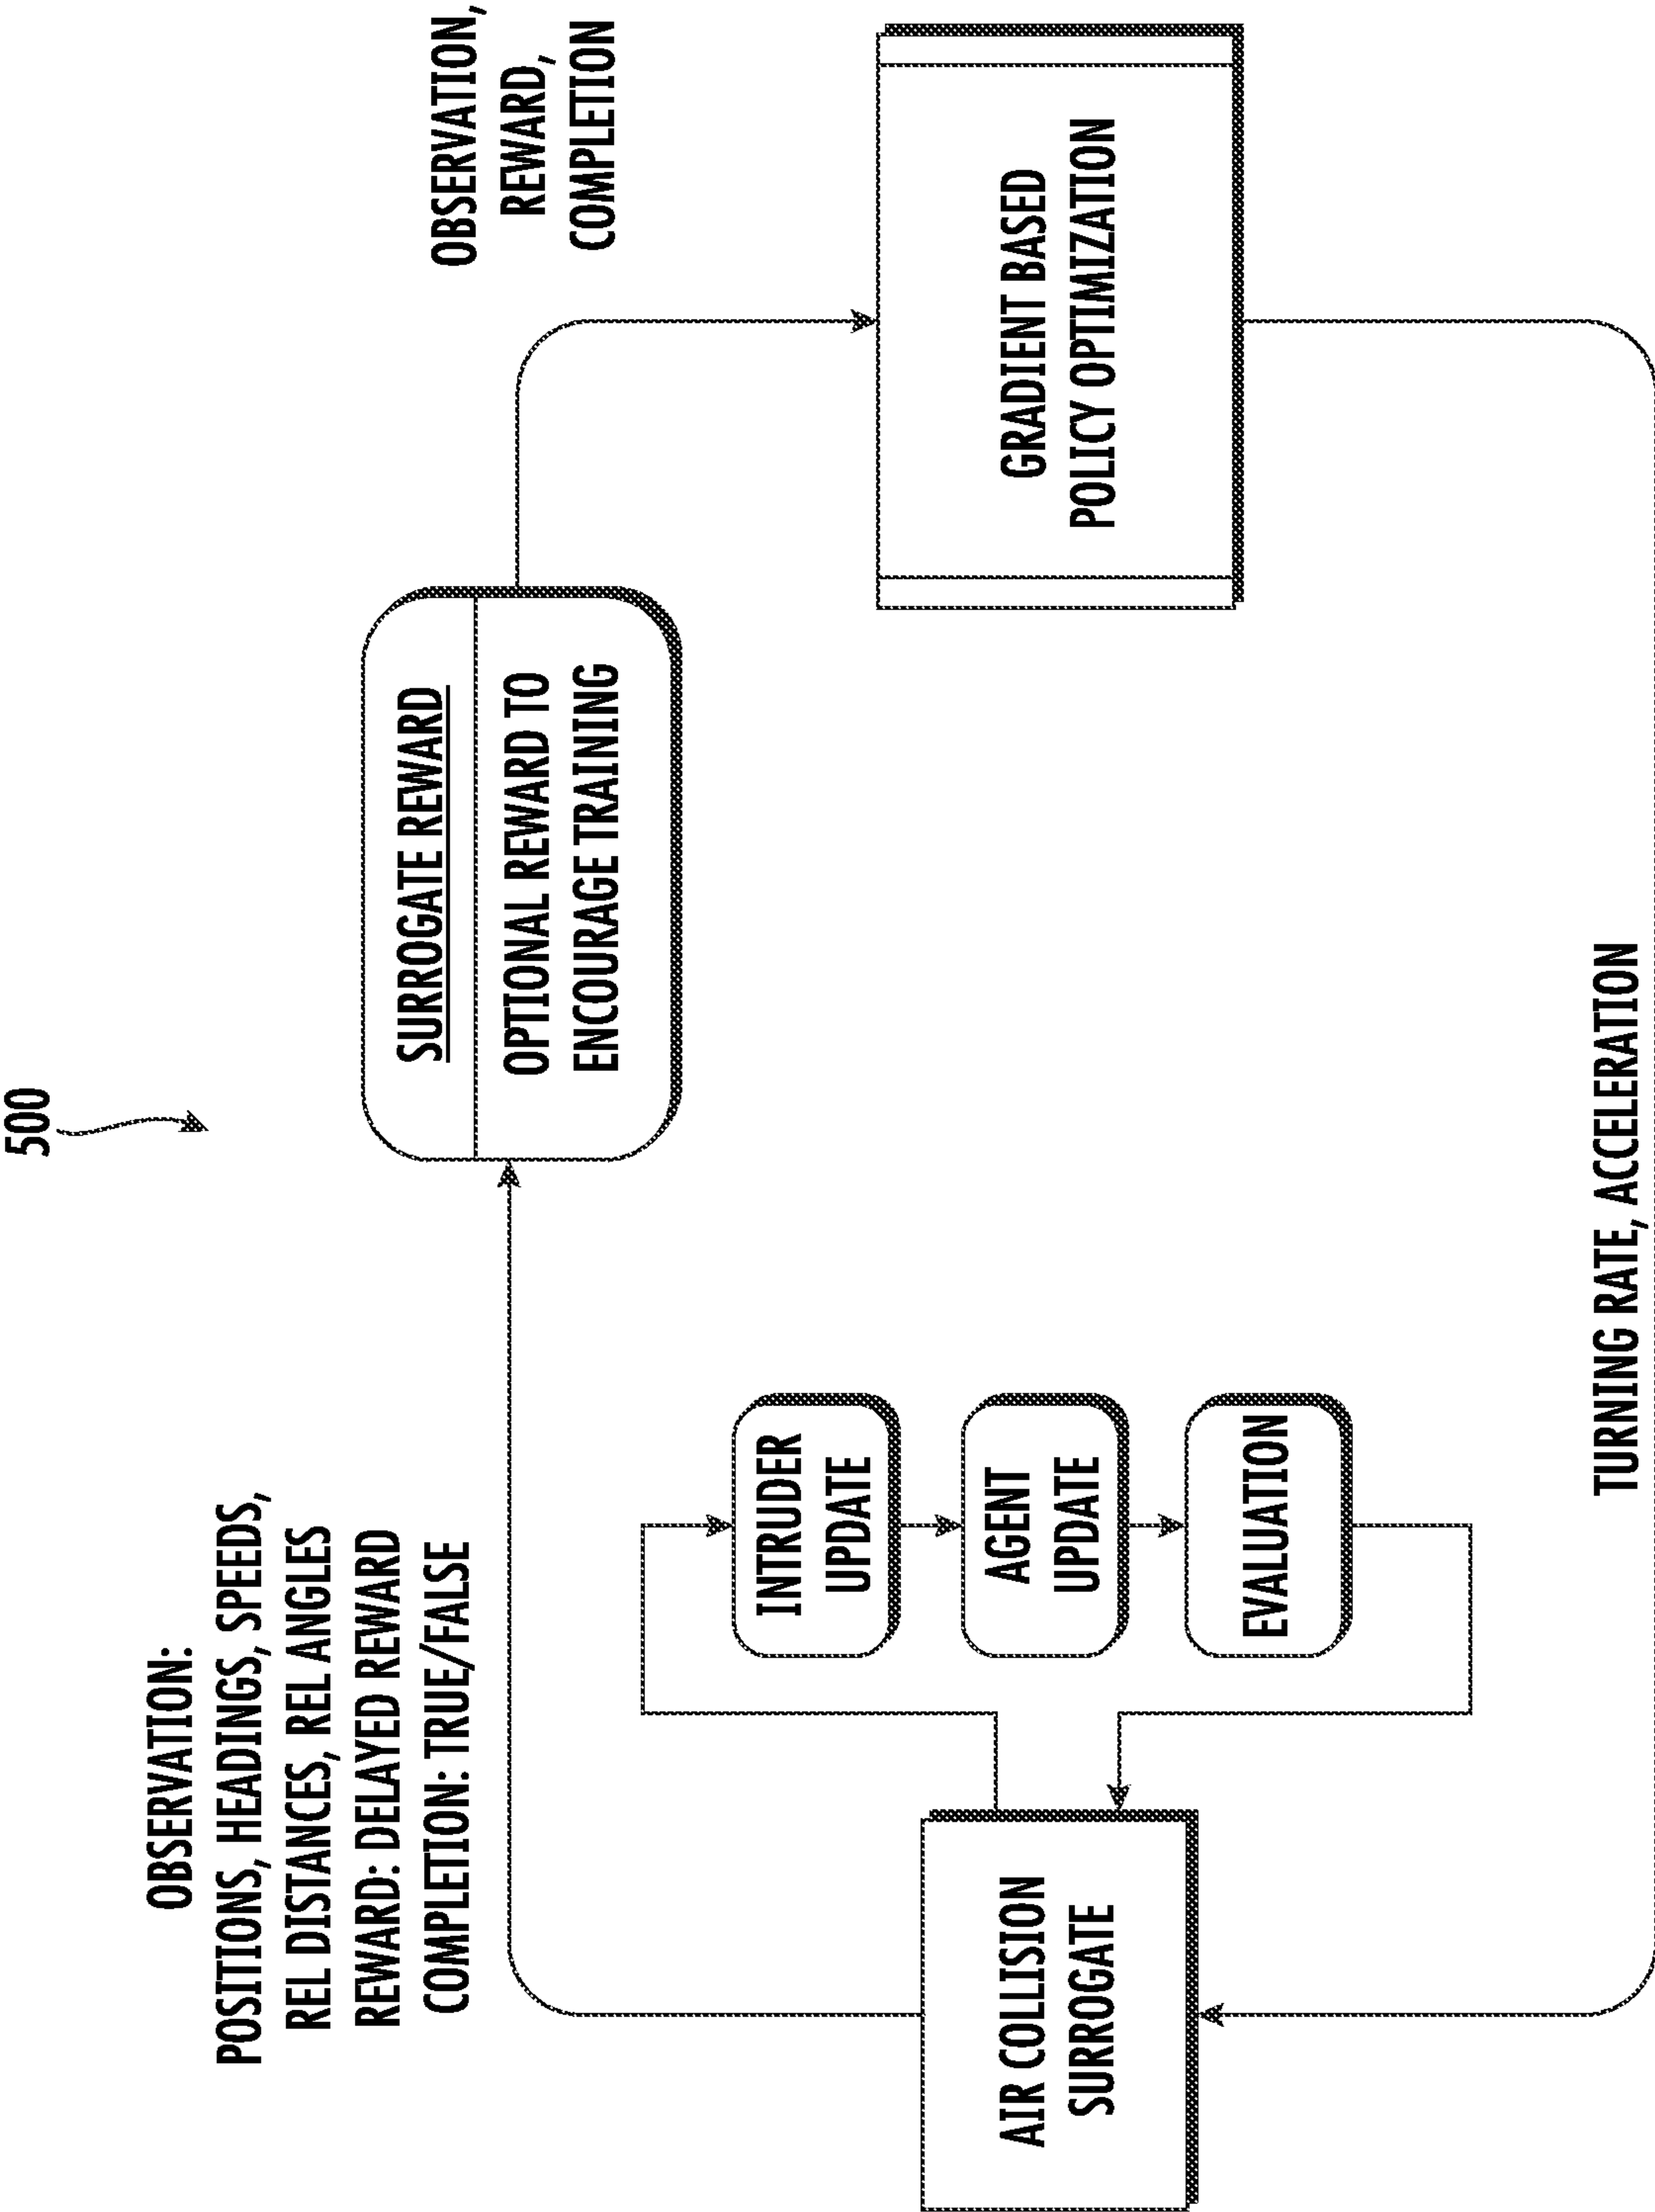 500
OBSERVATION:
POSITIONS, HEADINGS, SPEEDS,
REL DISTANCES, REL ANGLES
REWARD: DELAYED REWARD
COMPLETION: TRUE/FALSE
SURROGATE REWARD
OPTIONAL REWARD TO
ENCOURAGE TRAINING
OBSERVATION,
REWARD,
COMPLETION
AIR COLLISION
SURROGATE
INTRUDER
UPDATE
AGENT
UPDATE
EVALUATION
GRADIENT BASED
POLICY OPTIMIZATION
TURNING RATE, ACCELERATION